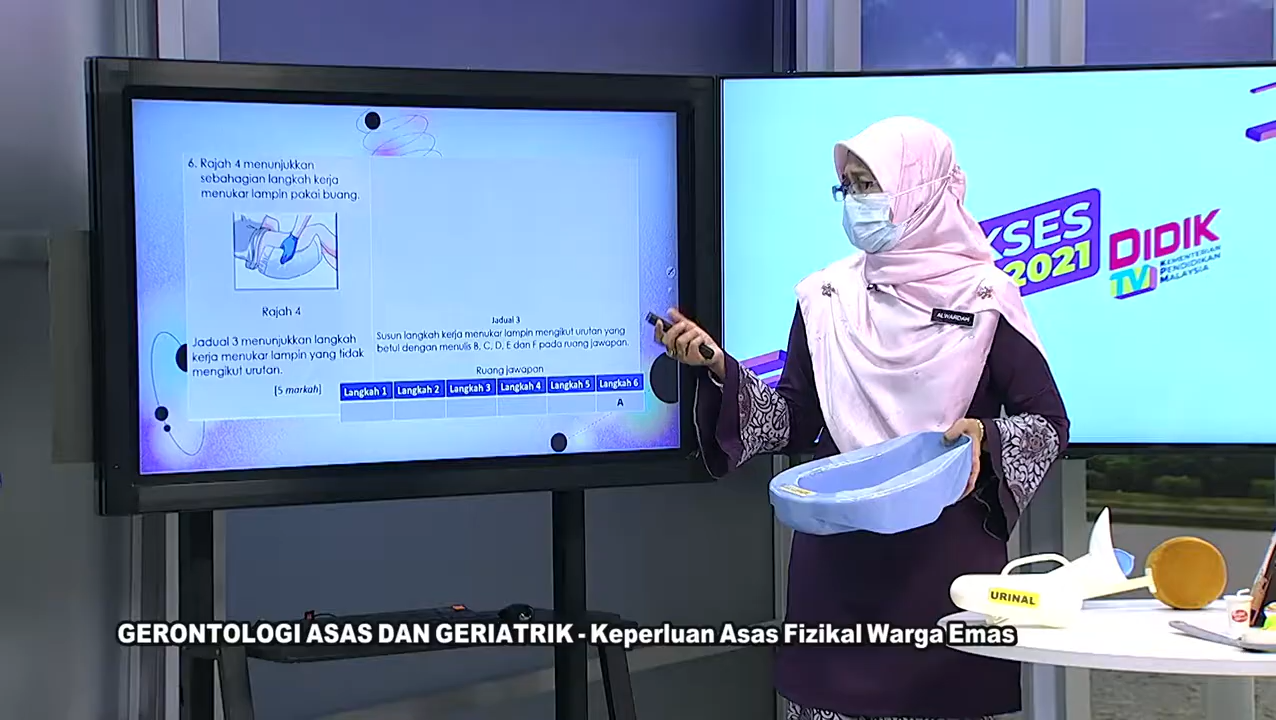 6. Rajah 4 menunjukkan
sebahagian langkah kerja
menukar lampin pakai buang.
Rajah 4
Jadual 3 menunjukkan langkah
kerja menukar lampin yang tidak
mengikut urutan.
[5 markah]
Jadual 3
Susun langkah kerja menukar lampin mengikut urutan yang
betul dengan menulis B, C, D, E dan F pada ruang jawapan.
Ruang jawapan
Langkah 1 Langkah 2 Langkah 3 Langkah 4 Langkah 5 Langkah 6
A
KSES
2021
DIDIK
TV
KEMENTERIAN
PENDIDIKAN
MALAYSIA
ALWARDAH
URINAL
GERONTOLOGI ASAS DAN GERIATRIK - Keperluan Asas Fizikal Warga Emas